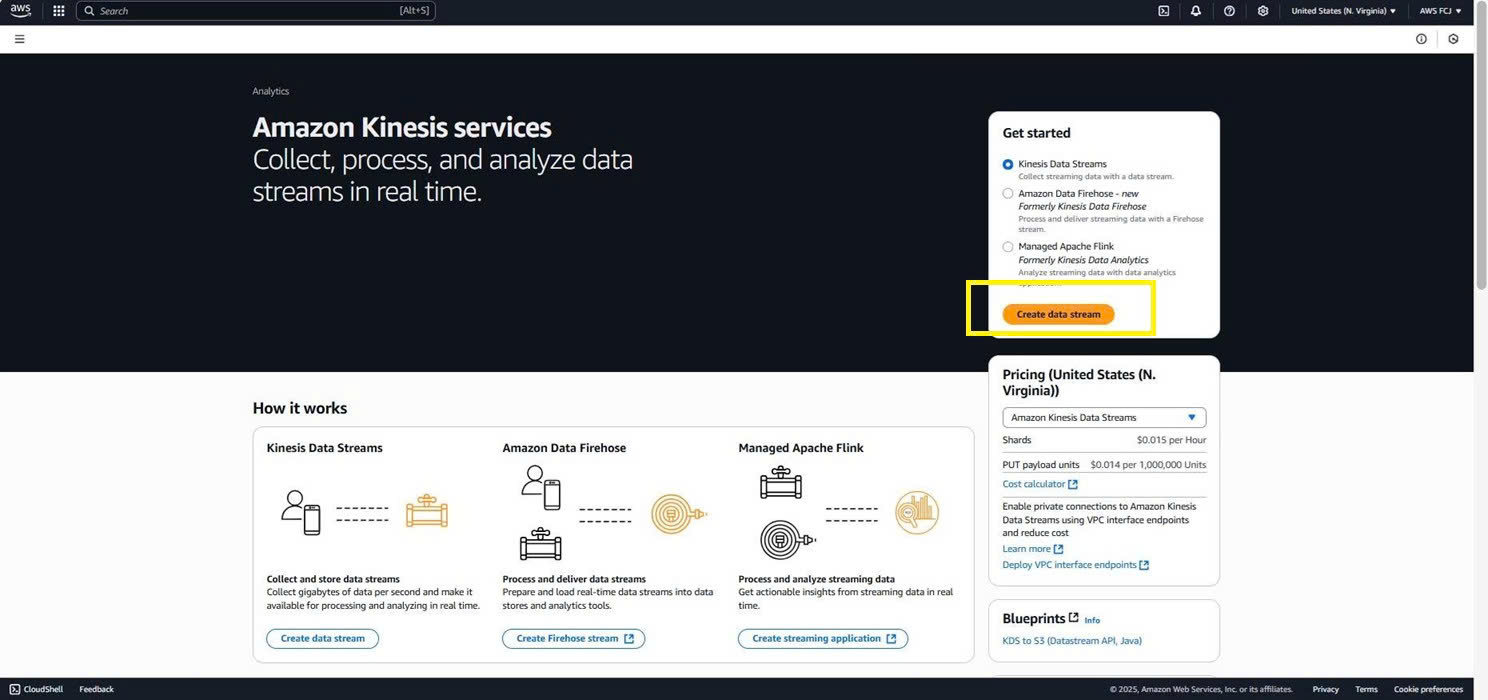 aws
Search
[Alt+S]
United States (N. Virginia)
AWS FCJ
Analytics
Amazon Kinesis services
Collect, process, and analyze data
streams in real time.
Get started
Kinesis Data Streams
Collect streaming data with a data stream.
Amazon Data Firehose - new
Formerly Kinesis Data Firehose
Process and deliver streaming data with a Firehose
stream.
Managed Apache Flink
Formerly Kinesis Data Analytics
Analyze streaming data with data analytics
Create data stream
Pricing (United States (N.
Virginia))
Amazon Kinesis Data Streams
Shards $0.015 per Hour
PUT payload units $0.014 per 1,000,000 Units
Cost calculator
Enable private connections to Amazon Kinesis
Data Streams using VPC interface endpoints
and reduce cost
Learn more
Deploy VPC interface endpoints
Blueprints Info
KDS to S3 (Datastream API, Java)
How it works
Kinesis Data Streams
Collect and store data streams
Collect gigabytes of data per second and make it
available for processing and analyzing in real time.
Create data stream
Amazon Data Firehose
Process and deliver data streams
Prepare and load real-time data streams into data
stores and analytics tools.
Create Firehose stream
Managed Apache Flink
Process and analyze streaming data
Get actionable insights from streaming data in real
time.
Create streaming application
CloudShell
Feedback
© 2025, Amazon Web Services, Inc. or its affiliates.
Privacy
Terms
Cookie preferences